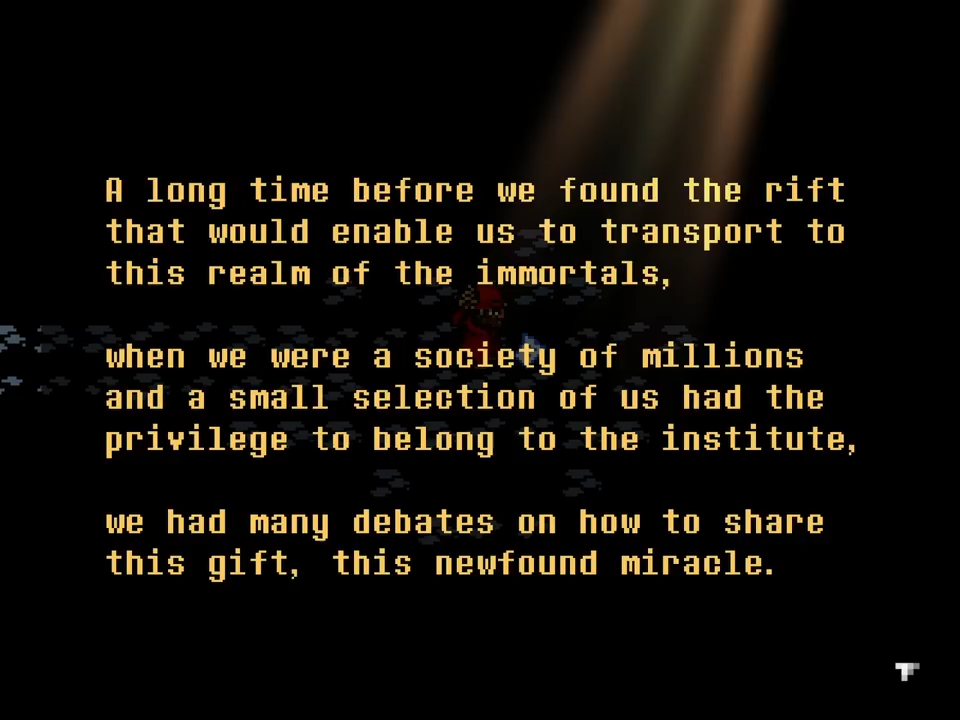 A long time before we found the rift
that would enable us to transport to
this realm of the immortals,
when we were a society of millions
and a small selection of us had the
privilege to belong to the institute,
we had many debates on how to share
this gift, this newfound miracle.